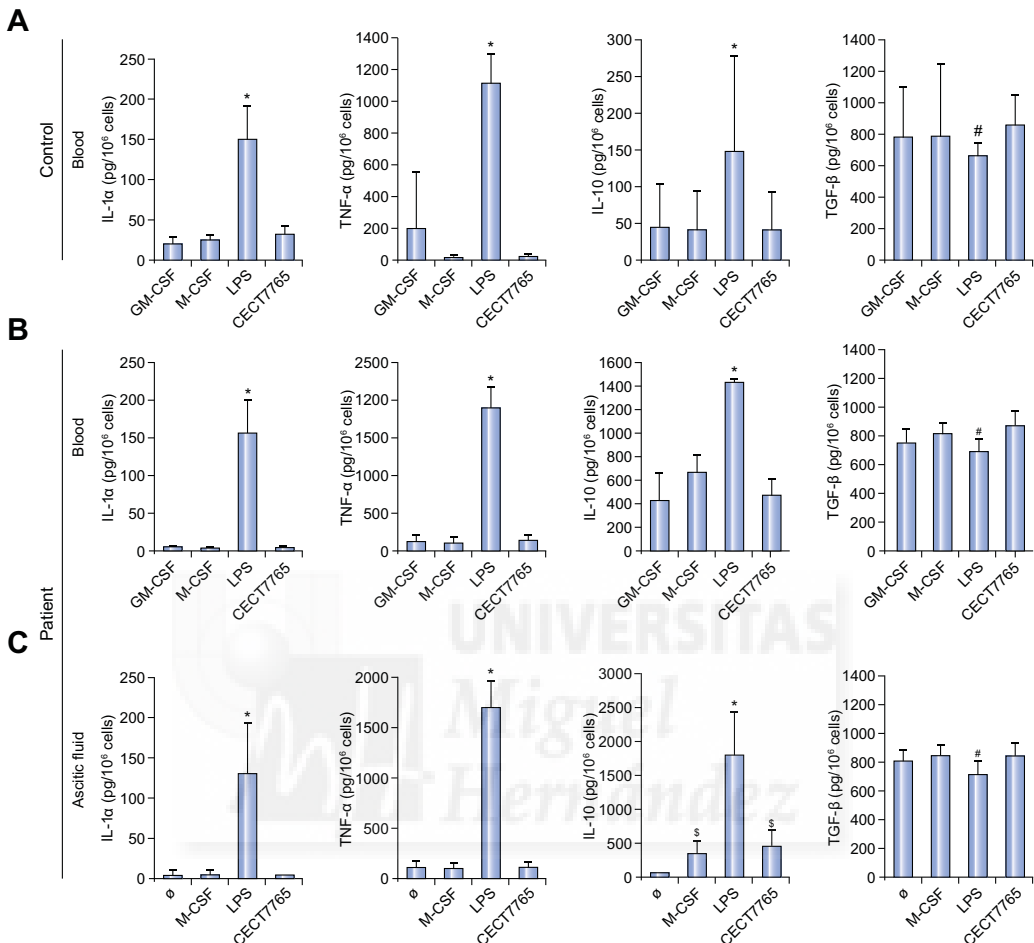 A
Control
Blood
IL-1α (pg/10⁶ cells)
250
200
150
100
50
0
GM-CSF
M-CSF
LPS
CECT7765
*
TNF-α (pg/10⁶ cells)
1400
1200
1000
800
600
400
200
0
GM-CSF
M-CSF
LPS
CECT7765
*
IL-10 (pg/10⁶ cells)
300
250
200
150
100
50
0
GM-CSF
M-CSF
LPS
CECT7765
*
TGF-β (pg/10⁶ cells)
1400
1200
1000
800
600
400
200
0
GM-CSF
M-CSF
LPS
CECT7765
#
B
Patient
Blood
IL-1α (pg/10⁶ cells)
250
200
150
100
50
0
GM-CSF
M-CSF
LPS
CECT7765
*
TNF-α (pg/10⁶ cells)
2500
2000
1500
1000
500
0
GM-CSF
M-CSF
LPS
CECT7765
*
IL-10 (pg/10⁶ cells)
1600
1400
1200
1000
800
600
400
200
0
GM-CSF
M-CSF
LPS
CECT7765
*
TGF-β (pg/10⁶ cells)
1400
1200
1000
800
600
400
200
0
GM-CSF
M-CSF
LPS
CECT7765
#
C
Ascitic fluid
IL-1α (pg/10⁶ cells)
250
200
150
100
50
0
ø
M-CSF
LPS
CECT7765
*
TNF-α (pg/10⁶ cells)
2000
1500
1000
500
0
ø
M-CSF
LPS
CECT7765
*
IL-10 (pg/10⁶ cells)
3000
2500
2000
1500
1000
500
0
ø
M-CSF
LPS
CECT7765
$
*
$
TGF-β (pg/10⁶ cells)
1400
1200
1000
800
600
400
200
0
ø
M-CSF
LPS
CECT7765
#
UNIVERSITAS
Miguel
Hernández